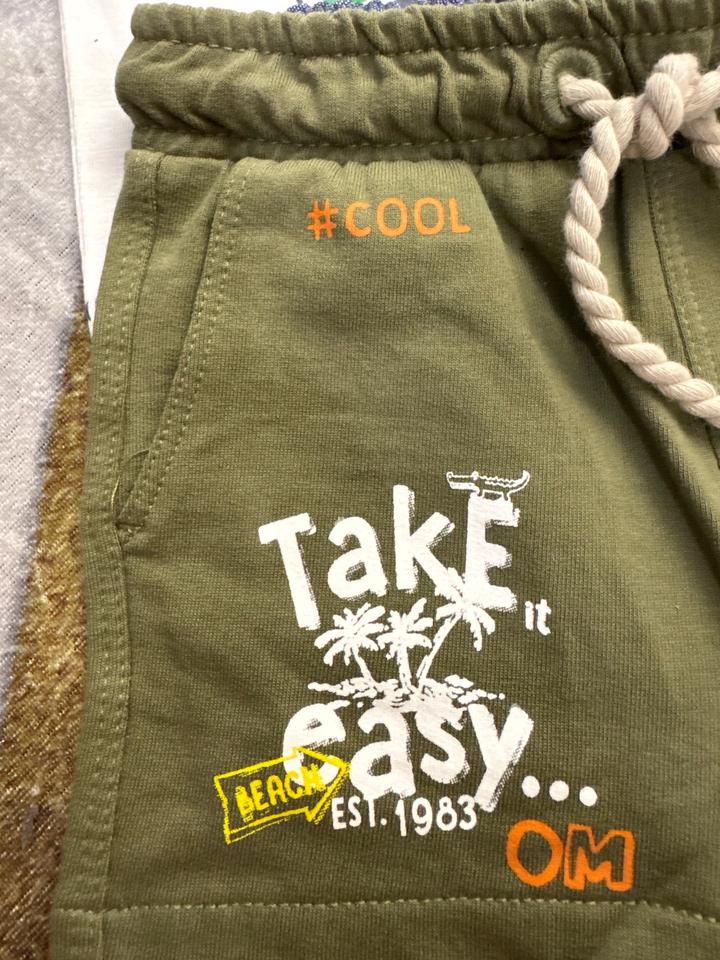 #COOL
TakE
it
easy...
BEACH
EST. 1983
OM